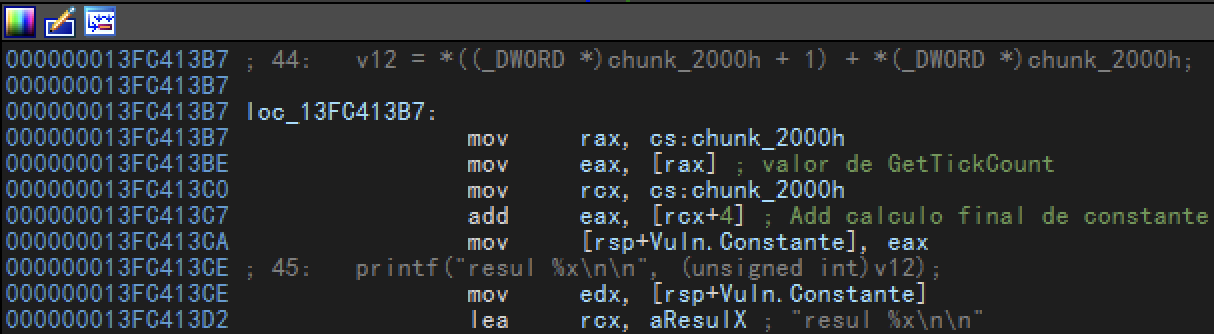 000000013FC413B7 ; 44:   v12 = *((_DWORD *)chunk_2000h + 1) + *(_DWORD *)chunk_2000h;
000000013FC413B7
000000013FC413B7 loc_13FC413B7:
000000013FC413B7 mov rax, cs:chunk_2000h
000000013FC413BE mov eax, [rax] ; valor de GetTickCount
000000013FC413C0 mov rcx, cs:chunk_2000h
000000013FC413C7 add eax, [rcx+4] ; Add calculo final de constante
000000013FC413CA mov [rsp+Vuln.Constante], eax
000000013FC413CE ; 45:   printf("resul %x\n\n", (unsigned int)v12);
000000013FC413CE mov edx, [rsp+Vuln.Constante]
000000013FC413D2 lea rcx, aResulX ; "resul %x\n\n"